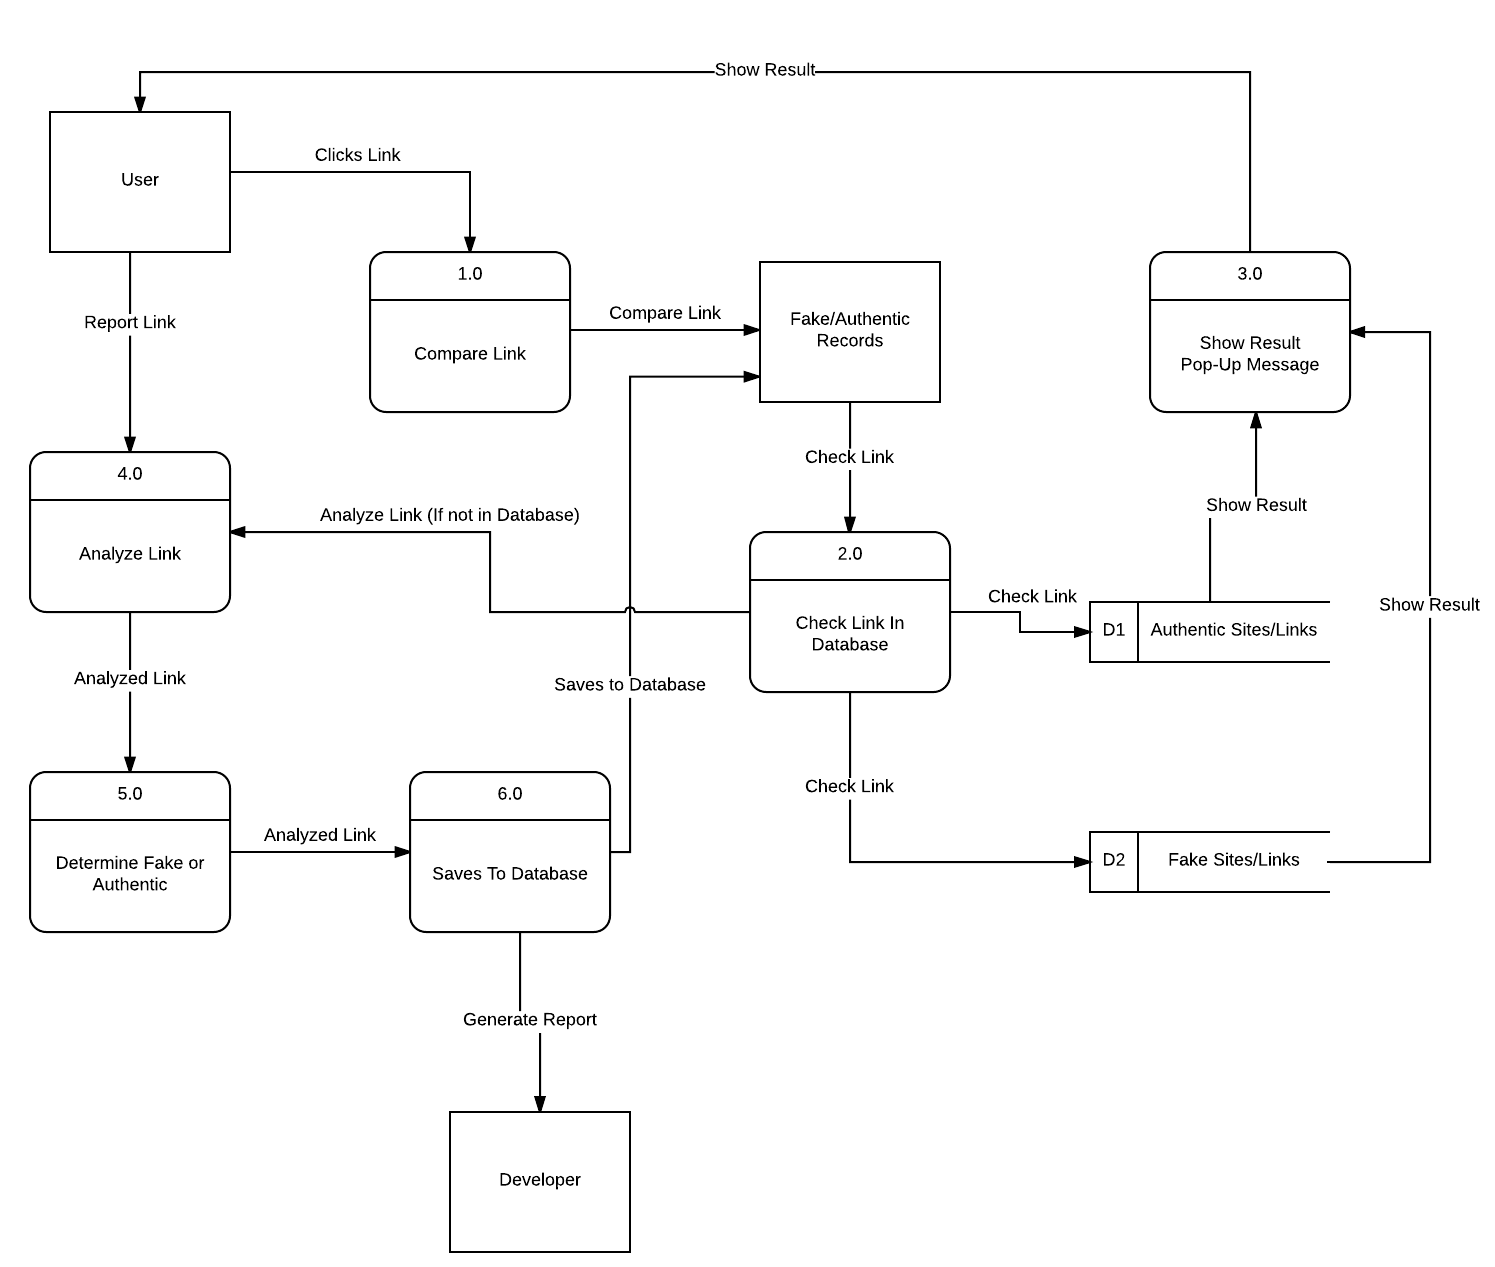 Show Result
Clicks Link
User
1.0
Compare Link
Compare Link
Fake/Authentic
Records
3.0
Show Result
Pop-Up Message
Report Link
Check Link
4.0
Analyze Link
Analyze Link (If not in Database)
2.0
Check Link In
Database
Check Link
Show Result
D1
Authentic Sites/Links
Show Result
Analyzed Link
Saves to Database
Check Link
5.0
Determine Fake or
Authentic
Analyzed Link
6.0
Saves To Database
D2
Fake Sites/Links
Generate Report
Developer